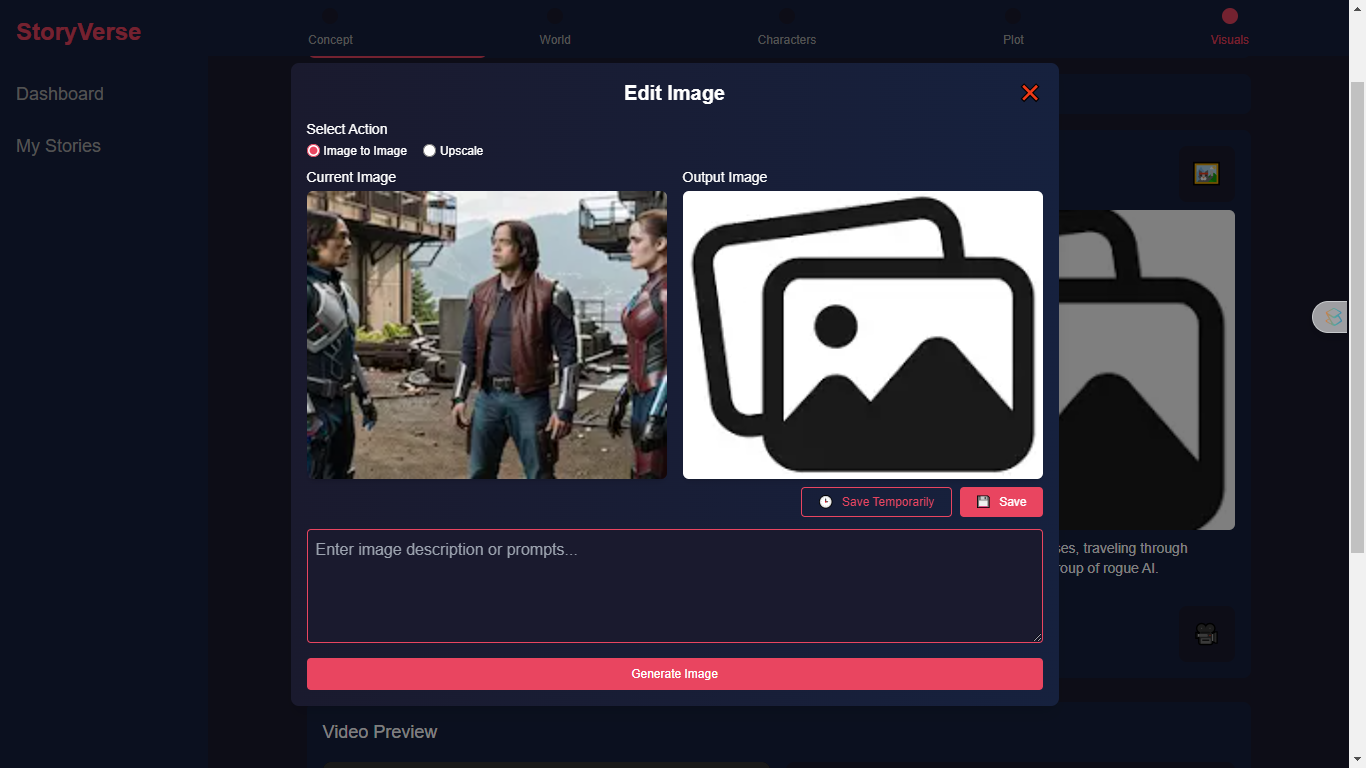 StoryVerse
Concept
World
Characters
Plot
Visuals
Dashboard
My Stories
Edit Image
Select Action
Image to Image
Upscale
Current Image
Output Image
Save Temporarily
Save
Enter image description or prompts...
ses, traveling through
roup of rogue AI.
Generate Image
Video Preview